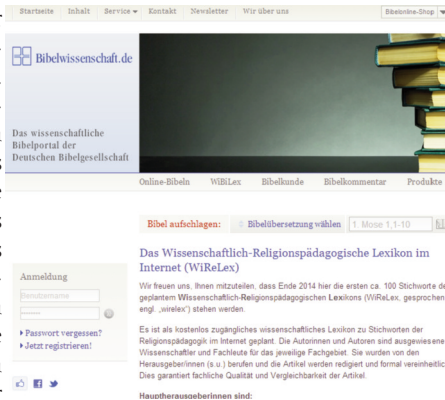 Startseite Inhalt Service Kontakt Newsletter Wir über uns
Bibelonline-Shop
Bibelwissenschaft.de
Das wissenschaftliche
Bibelportal der
Deutschen Bibelgesellschaft
Online-Bibeln WiBiLex Bibelkunde Bibelkommentar Produkte
Bibel aufschlagen: Bibelübersetzung wählen 1. Mose 1,1-10
Das Wissenschaftlich-Religionspädagogische Lexikon im
Internet (WiReLex)
Wir freuen uns, Ihnen mitzuteilen, dass Ende 2014 hier die ersten ca. 100 Stichworte de
geplantem Wissenschaftlich-Religionspädagogischen Lexikons (WiReLex, gesprochen
engl. „wirelex") stehen werden.
Es ist als kostenlos zugängliches wissenschaftliches Lexikon zu Stichworten der
Religionspädagogik im Internet geplant. Die Autorinnen und Autoren sind ausgewiesene
Wissenschaftler und Fachleute für das jeweilige Fachgebiet. Sie wurden von den
Herausgeber/innen (s.u.) berufen und die Artikel werden redigiert und formal vereinheitlic
Dies garantiert fachliche Qualität und Vergleichbarkeit der Artikel.
Hauptherausgeberinnen sind:
Anmeldung
Benutzername
Passwort vergessen?
Jetzt registrieren!